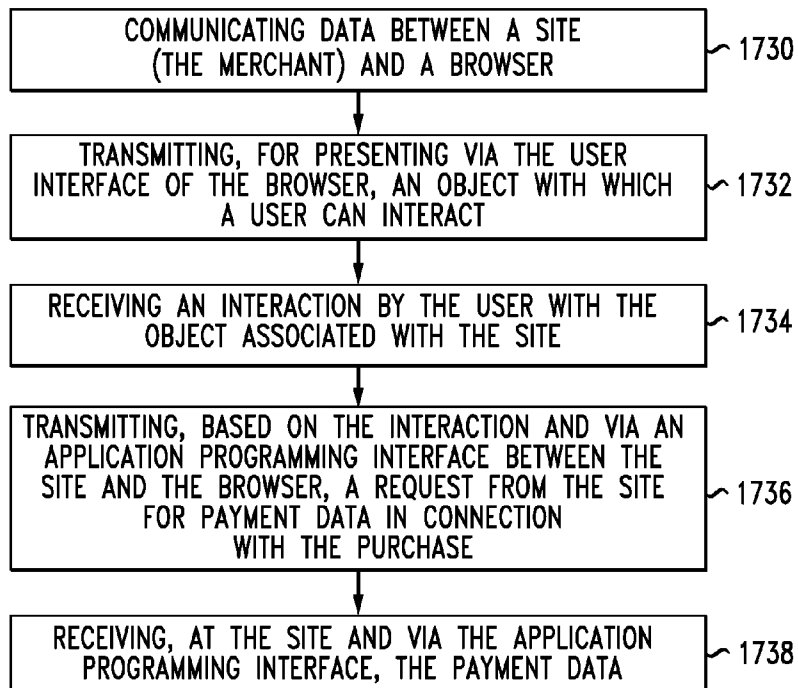 COMMUNICATING DATA BETWEEN A SITE
(THE MERCHANT) AND A BROWSER
1730
TRANSMITTING, FOR PRESENTING VIA THE USER
INTERFACE OF THE BROWSER, AN OBJECT WITH WHICH
A USER CAN INTERACT
1732
RECEIVING AN INTERACTION BY THE USER WITH THE
OBJECT ASSOCIATED WITH THE SITE
1734
TRANSMITTING, BASED ON THE INTERACTION AND VIA AN
APPLICATION PROGRAMMING INTERFACE BETWEEN THE
SITE AND THE BROWSER, A REQUEST FROM THE SITE
FOR PAYMENT DATA IN CONNECTION
WITH THE PURCHASE
1736
RECEIVING, AT THE SITE AND VIA THE APPLICATION
PROGRAMMING INTERFACE, THE PAYMENT DATA
1738